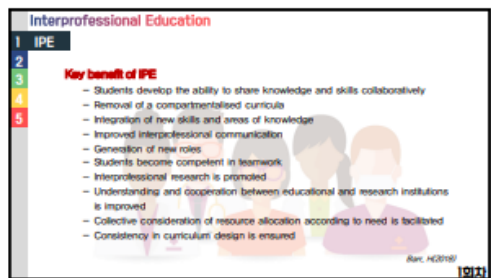 Interprofessional Education
1 IPE
2
3
4
5
Key benefit of IPE
– Students develop the ability to share knowledge and skills collaboratively
– Removal of a compartmentalised curricula
– Integration of new skills and areas of knowledge
– Improved interprofessional communication
– Generation of new roles
– Students become competent in teamwork
– Interprofessional research is promoted
– Understanding and cooperation between educational and research institutions
is improved
– Collective consideration of resource allocation according to need is facilitated
– Consistency in curriculum design is ensured
Barr, H(2018)
1외차